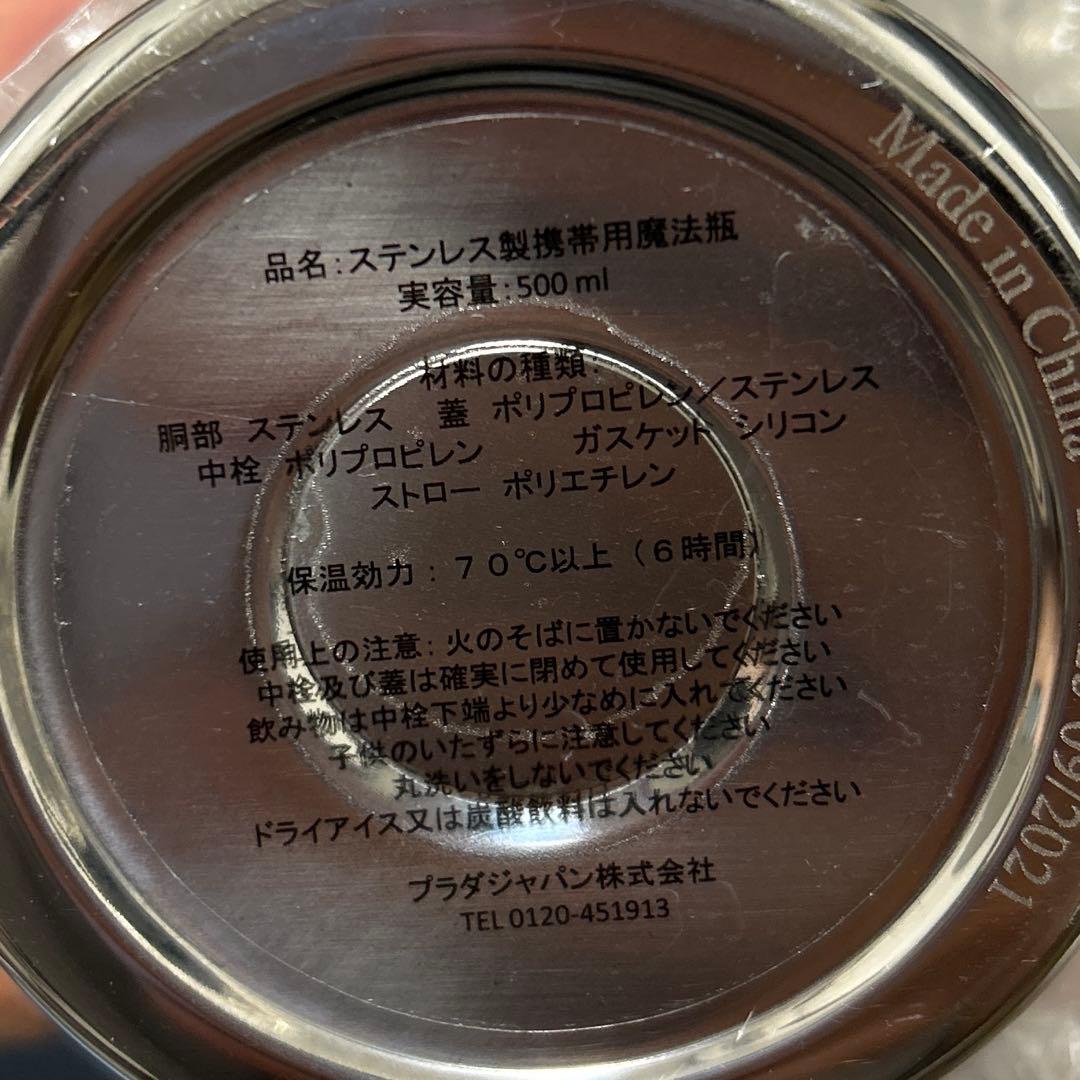 品名:ステンレス製携帯用魔法瓶
実容量:500 ml
材料の種類:
胴部 ステンレス 蓋 ポリプロピレン/ステンレス
中栓 ポリプロピレン ガスケット シリコン
ストロー ポリエチレン
保温効力:70℃以上(6時間)
使用上の注意:火のそばに置かないでください
中栓及び蓋は確実に閉めて使用してください
飲み物は中栓下端より少なめに入れてください
子供のいたずらに注意してください
丸洗いをしないでください
ドライアイス又は炭酸飲料は入れないでください
プラダジャパン株式会社
TEL 0120-451913
Made in China
09/2021